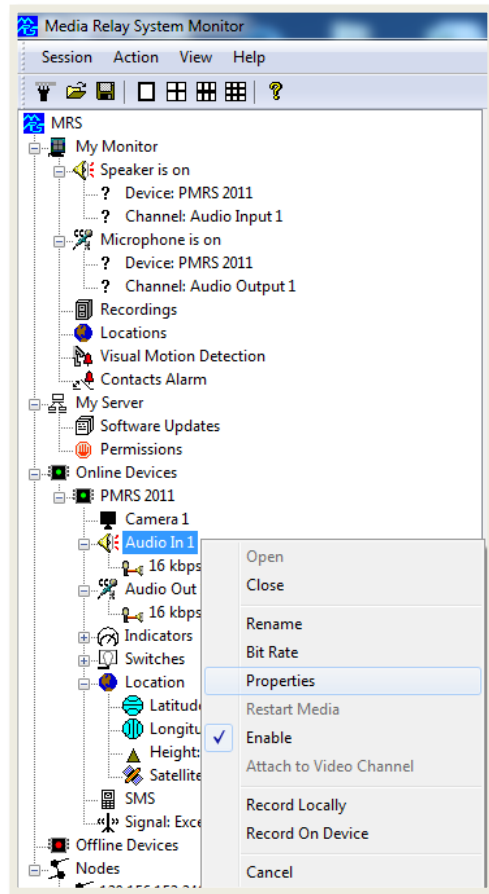 Media Relay System Monitor
Session Action View Help
MRS
My Monitor
Speaker is on
? Device: PMRS 2011
? Channel: Audio Input 1
Microphone is on
? Device: PMRS 2011
? Channel: Audio Output 1
Recordings
Locations
Visual Motion Detection
Contacts Alarm
My Server
Software Updates
Permissions
Online Devices
PMRS 2011
Camera 1
Audio In 1
16 kbps
Audio Out
16 kbps
Indicators
Switches
Location
Latitud
Longitu
Height:
Satellite
SMS
Signal: Exce
Offline Devices
Nodes
Open
Close
Rename
Bit Rate
Properties
Restart Media
Enable
Attach to Video Channel
Record Locally
Record On Device
Cancel